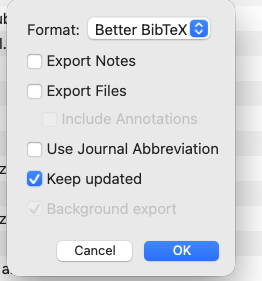 Format: Better BibTeX
Export Notes
Export Files
Include Annotations
Use Journal Abbreviation
Keep updated
Background export
Cancel OK